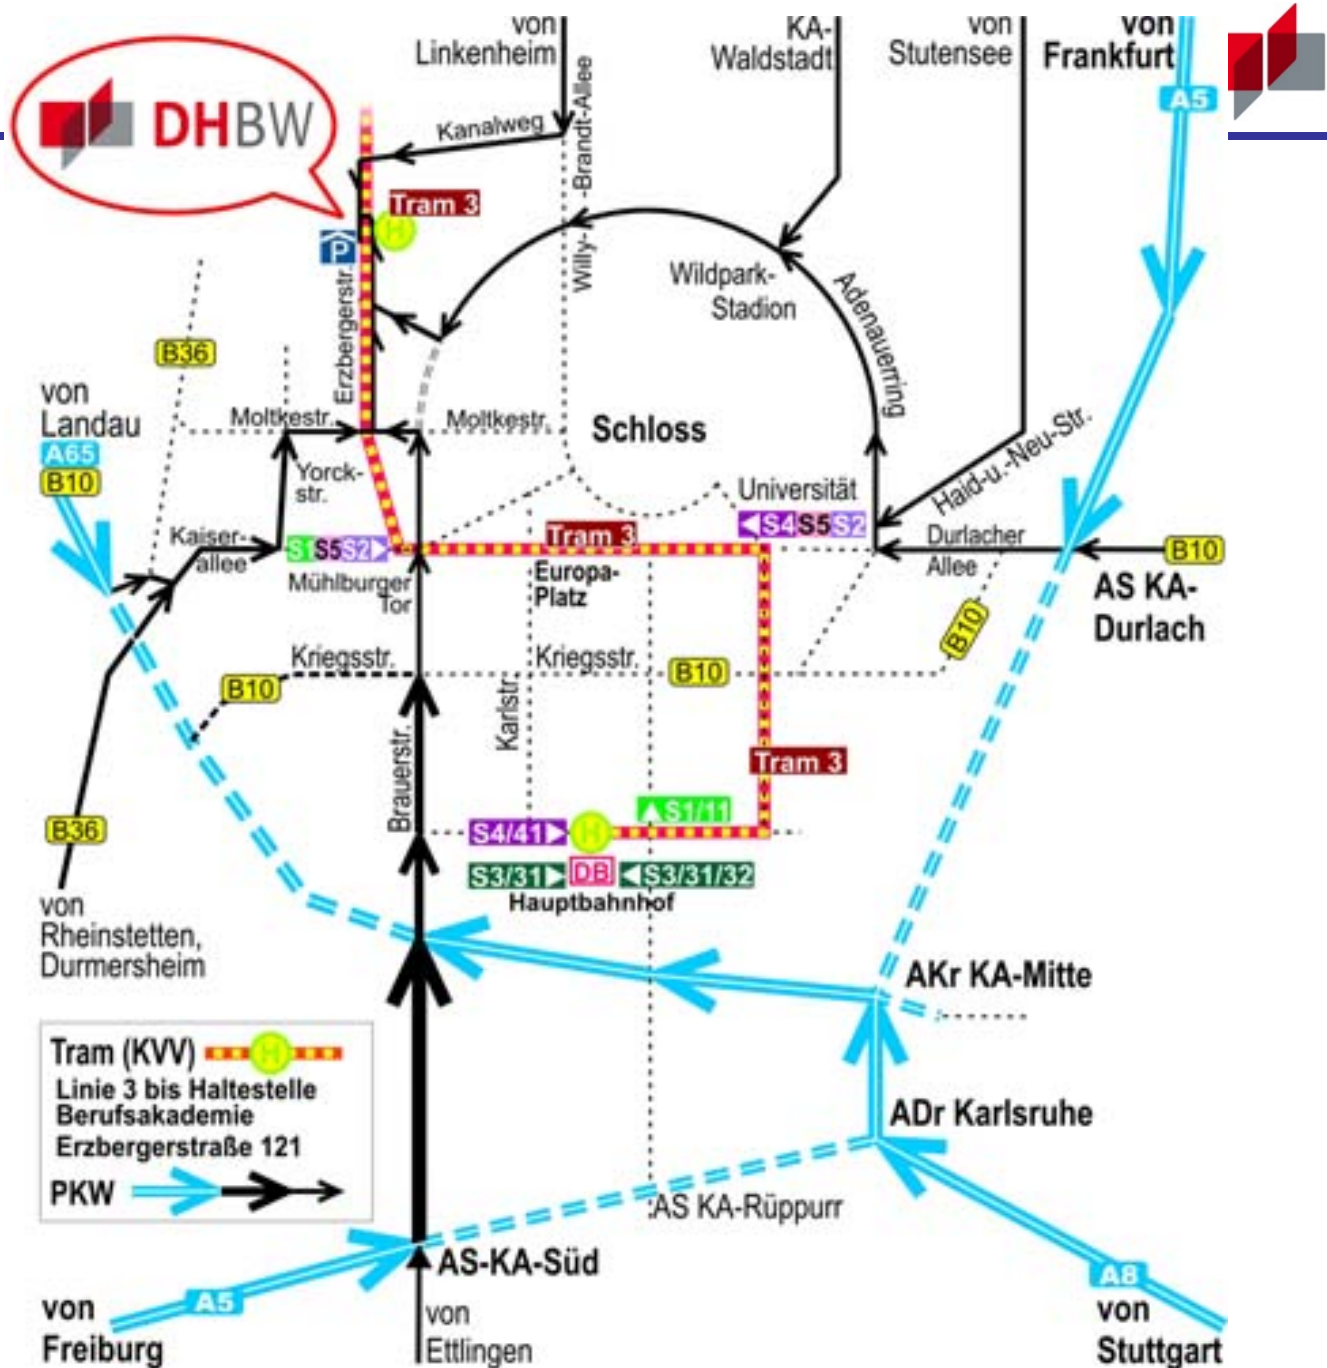 von
Linkenheim
KA-
Waldstadt
von
Stutensee
von
Frankfurt
A5
DHBW
Kanalweg
Willy-Brandt-Allee
Tram 3
H
P
Erzbergerstr.
Wildpark-
Stadion
Adenauerring
B36
von
Landau
A65
B10
Moltkestr.
Moltkestr.
Schloss
Haid-u.-Neu-Str.
Yorck-
str.
Universität
S4 S5 S2
Kaiser-
allee
S1 S5 S2
Tram 3
Durlacher
Allee
B10
Mühlburger
Tor
Europa-
Platz
AS KA-
Durlach
B10
Kriegsstr.
Kriegsstr.
B10
B10
Karlstr.
Brauerstr.
Tram 3
B36
S1/11
S4/41
H
S3/31
DB
S3/31/32
Hauptbahnhof
von
Rheinstetten,
Durmersheim
AKr KA-Mitte
Tram (KVV)
H
Linie 3 bis Haltestelle
Berufsakademie
Erzbergerstraße 121
PKW
ADr Karlsruhe
AS KA-Rüppurr
AS-KA-Süd
A5
A8
von
Freiburg
von
Ettlingen
von
Stuttgart